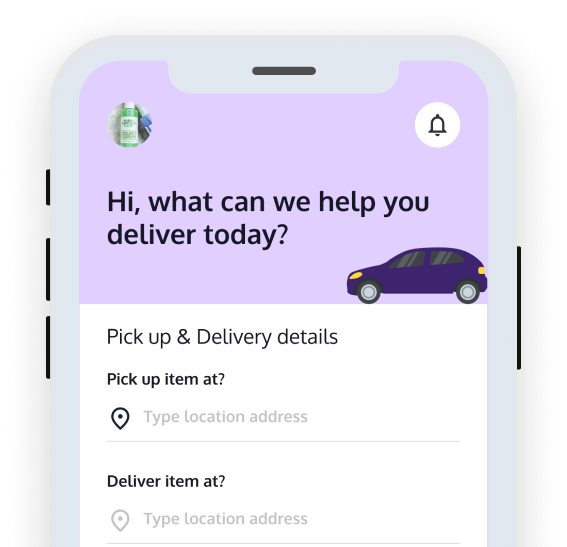 Hi, what can we help you
deliver today?
Pick up & Delivery details
Pick up item at?
Type location address
Deliver item at?
Type location address